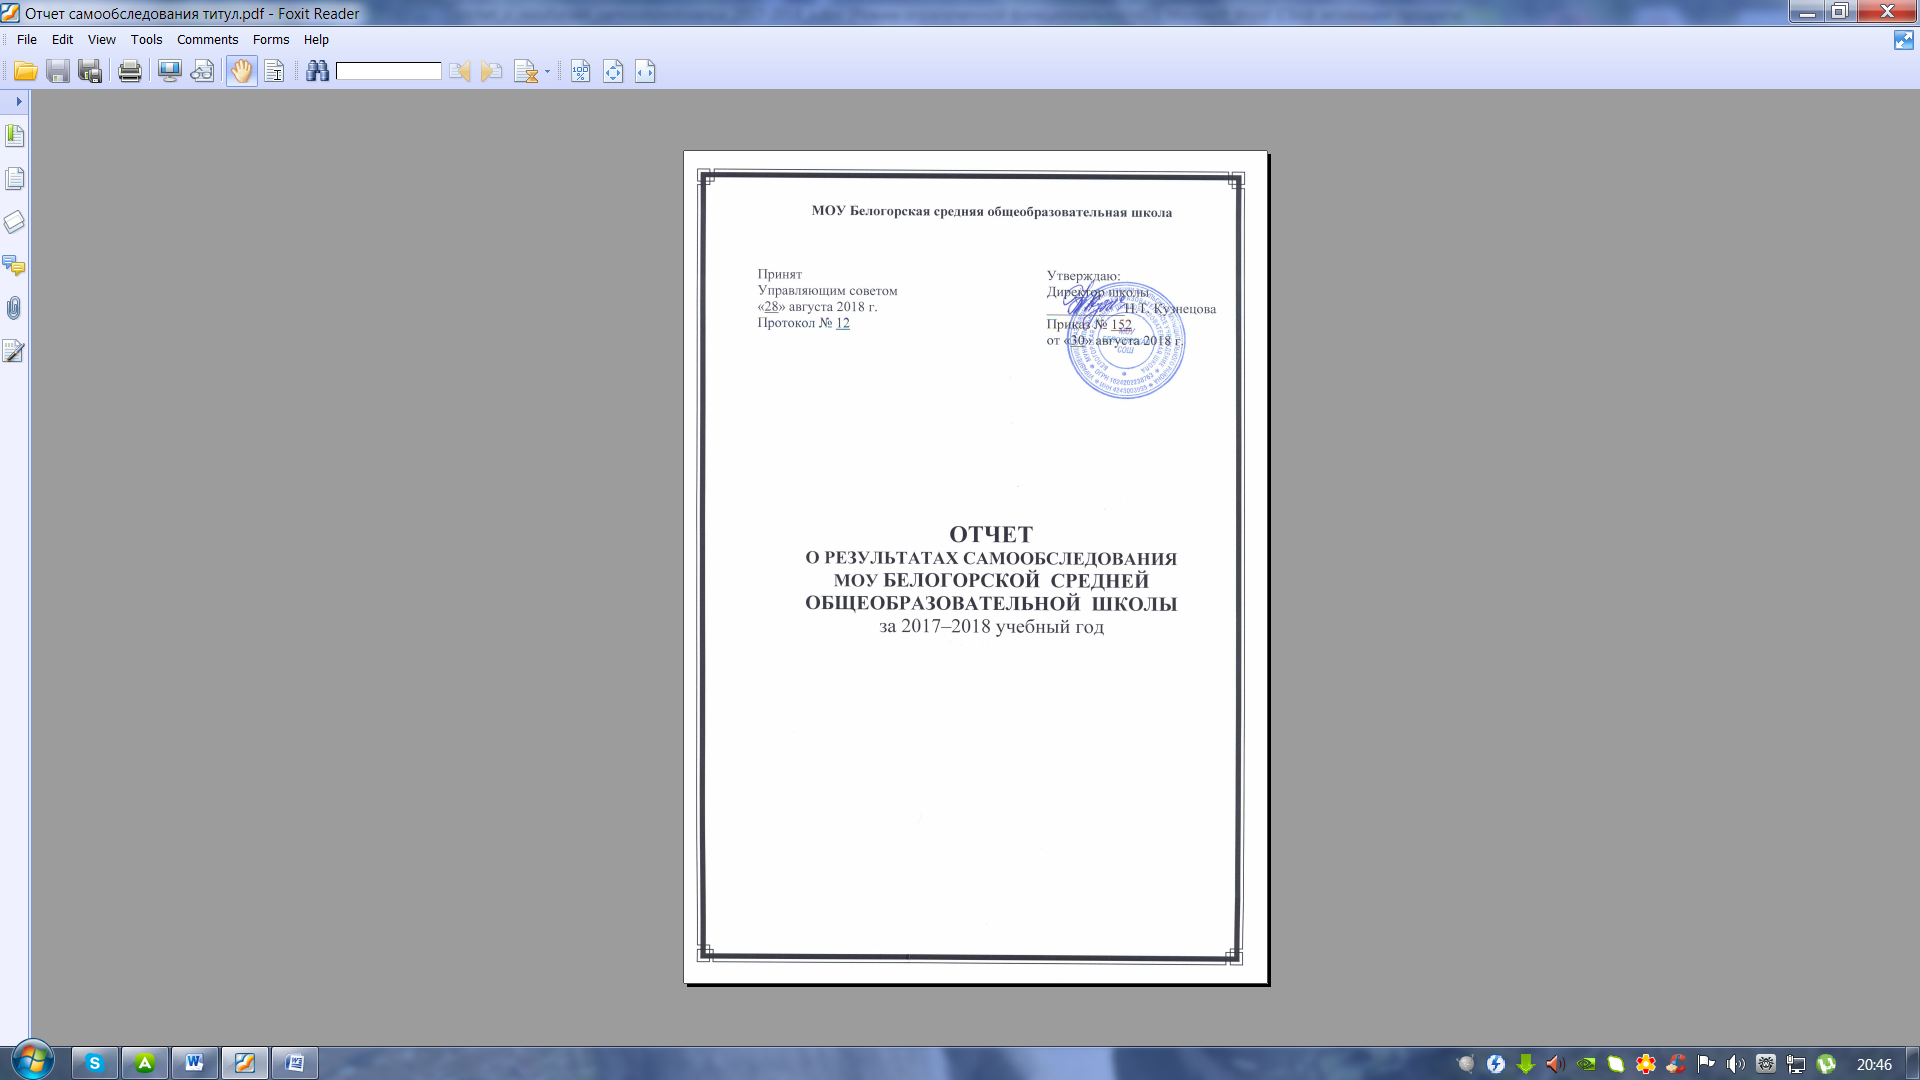 Отчет самообследования титул.pdf - Foxit Reader
File Edit View Tools Comments Forms Help
МОУ Белогорская средняя общеобразовательная школа
Принят
Управляющим советом
«28» августа 2018 г.
Протокол № 12
Утверждаю:
Директор школы
Н.Т. Кузнецова
Приказ № 152
от «30» августа 2018 г.
МОУ
СОШ
ОТЧЕТ
О РЕЗУЛЬТАТАХ САМООБСЛЕДОВАНИЯ
МОУ БЕЛОГОРСКОЙ СРЕДНЕЙ
ОБЩЕОБРАЗОВАТЕЛЬНОЙ ШКОЛЫ
за 2017–2018 учебный год
20:46